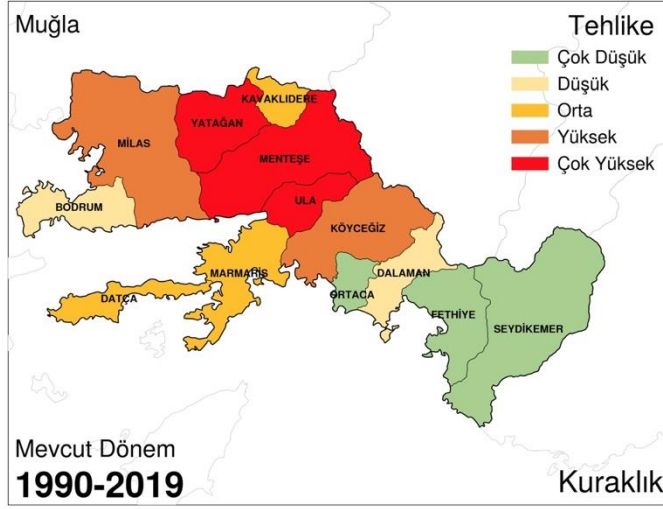 Muğla
Tehlike
Çok Düşük
Düşük
Orta
Yüksek
Çok Yüksek
KAVAKLIDERE
YATAĞAN
MİLAS
MENTEŞE
ULA
BODRUM
KÖYCEĞİZ
MARMARİS
DALAMAN
DATÇA
ORTACA
FETHİYE
SEYDİKEMER
Mevcut Dönem
1990-2019
Kuraklık